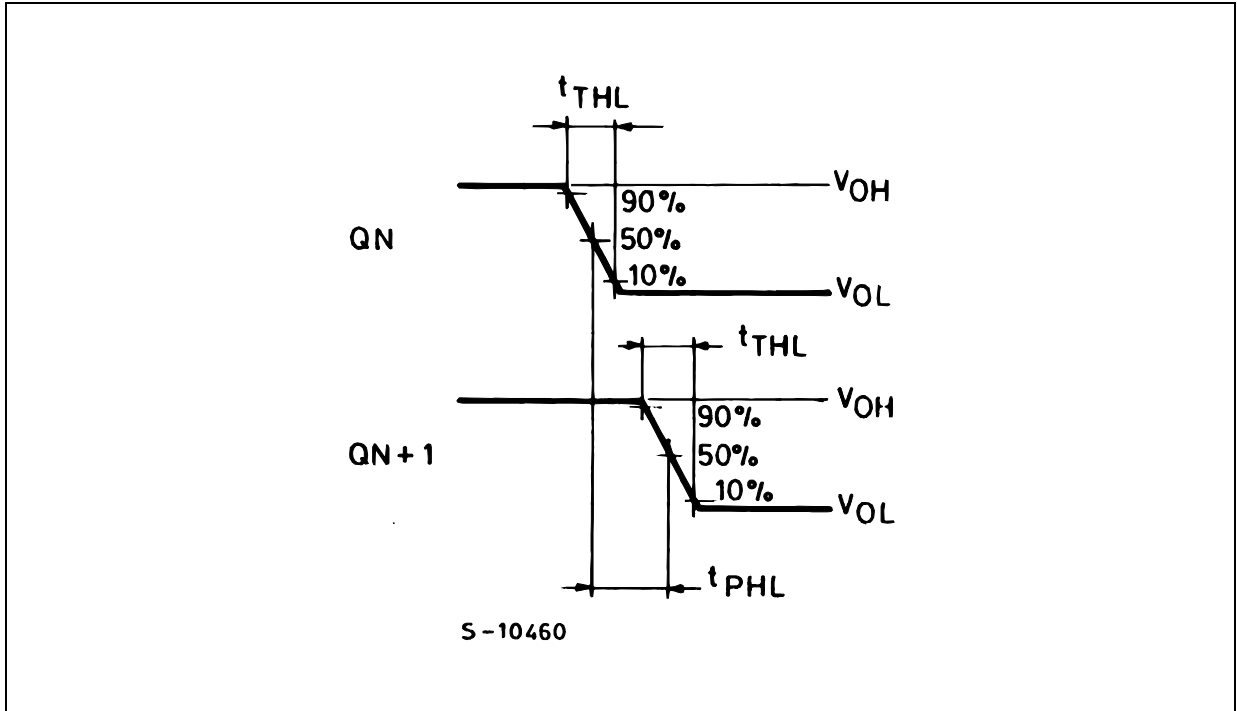 tTHL
VOH
90%
QN
50%
10%
VOL
tTHL
VOH
90%
QN+1
50%
10%
VOL
tPHL
S-10460